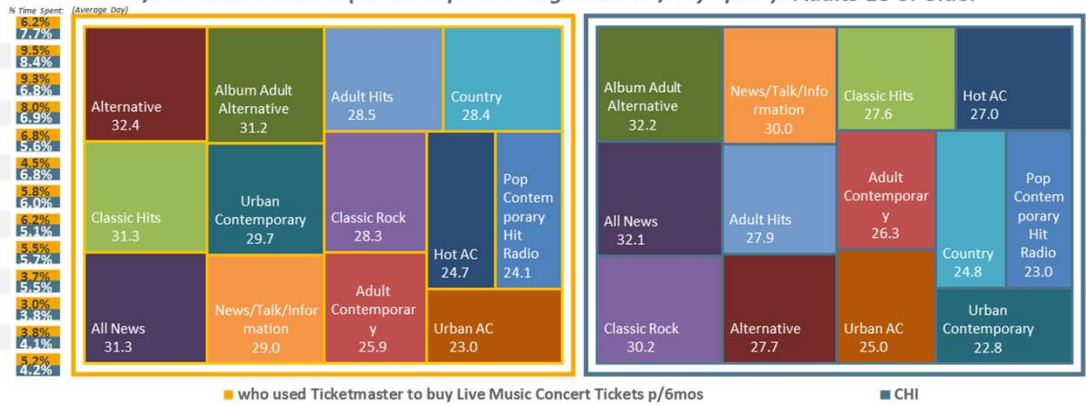 % Time Spent: (Average Day)
6.2%
7.7%
9.5%
8.4%
9.3%
6.8%
8.0%
6.9%
6.8%
5.6%
4.5%
6.8%
5.8%
6.0%
6.2%
5.1%
5.5%
5.7%
3.7%
5.5%
3.0%
3.8%
3.8%
4.1%
5.2%
4.2%
Alternative
32.4
Album Adult
Alternative
31.2
Adult Hits
28.5
Country
28.4
Classic Hits
31.3
Urban
Contemporary
29.7
Classic Rock
28.3
Hot AC
24.7
Pop
Contem
porary
Hit
Radio
24.1
All News
31.3
News/Talk/Infor
mation
29.0
Adult
Contemporar
y
25.9
Urban AC
23.0
Album Adult
Alternative
32.2
News/Talk/Info
rmation
30.0
Classic Hits
27.6
Hot AC
27.0
All News
32.1
Adult Hits
27.9
Adult
Contemporar
y
26.3
Country
24.8
Pop
Contem
porary
Hit
Radio
23.0
Classic Rock
30.2
Alternative
27.7
Urban AC
25.0
Urban
Contemporary
22.8
who used Ticketmaster to buy Live Music Concert Tickets p/6mos
CHI